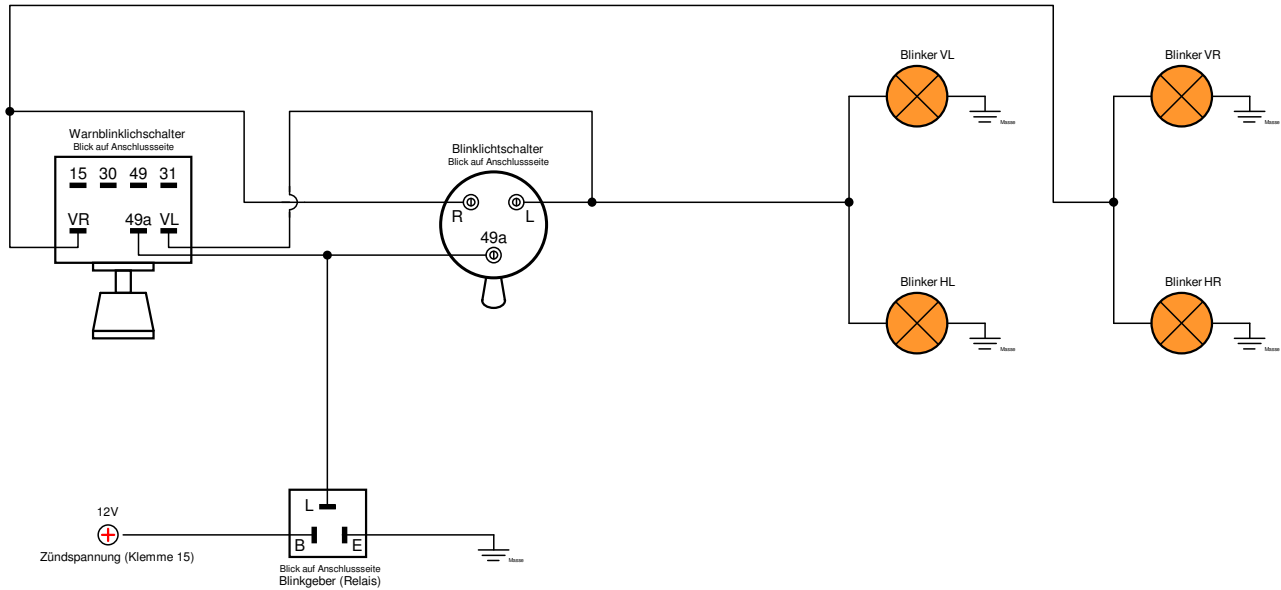 Blinker VL
Blinker VR
Masse
Masse
Warnblinklichschalter
Blick auf Anschlussseite
15 30 49 31
VR 49a VL
Blinklichtschalter
Blick auf Anschlussseite
R L
49a
Blinker HL
Blinker HR
Masse
Masse
12V
Zündspannung (Klemme 15)
L
B E
Masse
Blick auf Anschlussseite
Blinkgeber (Relais)